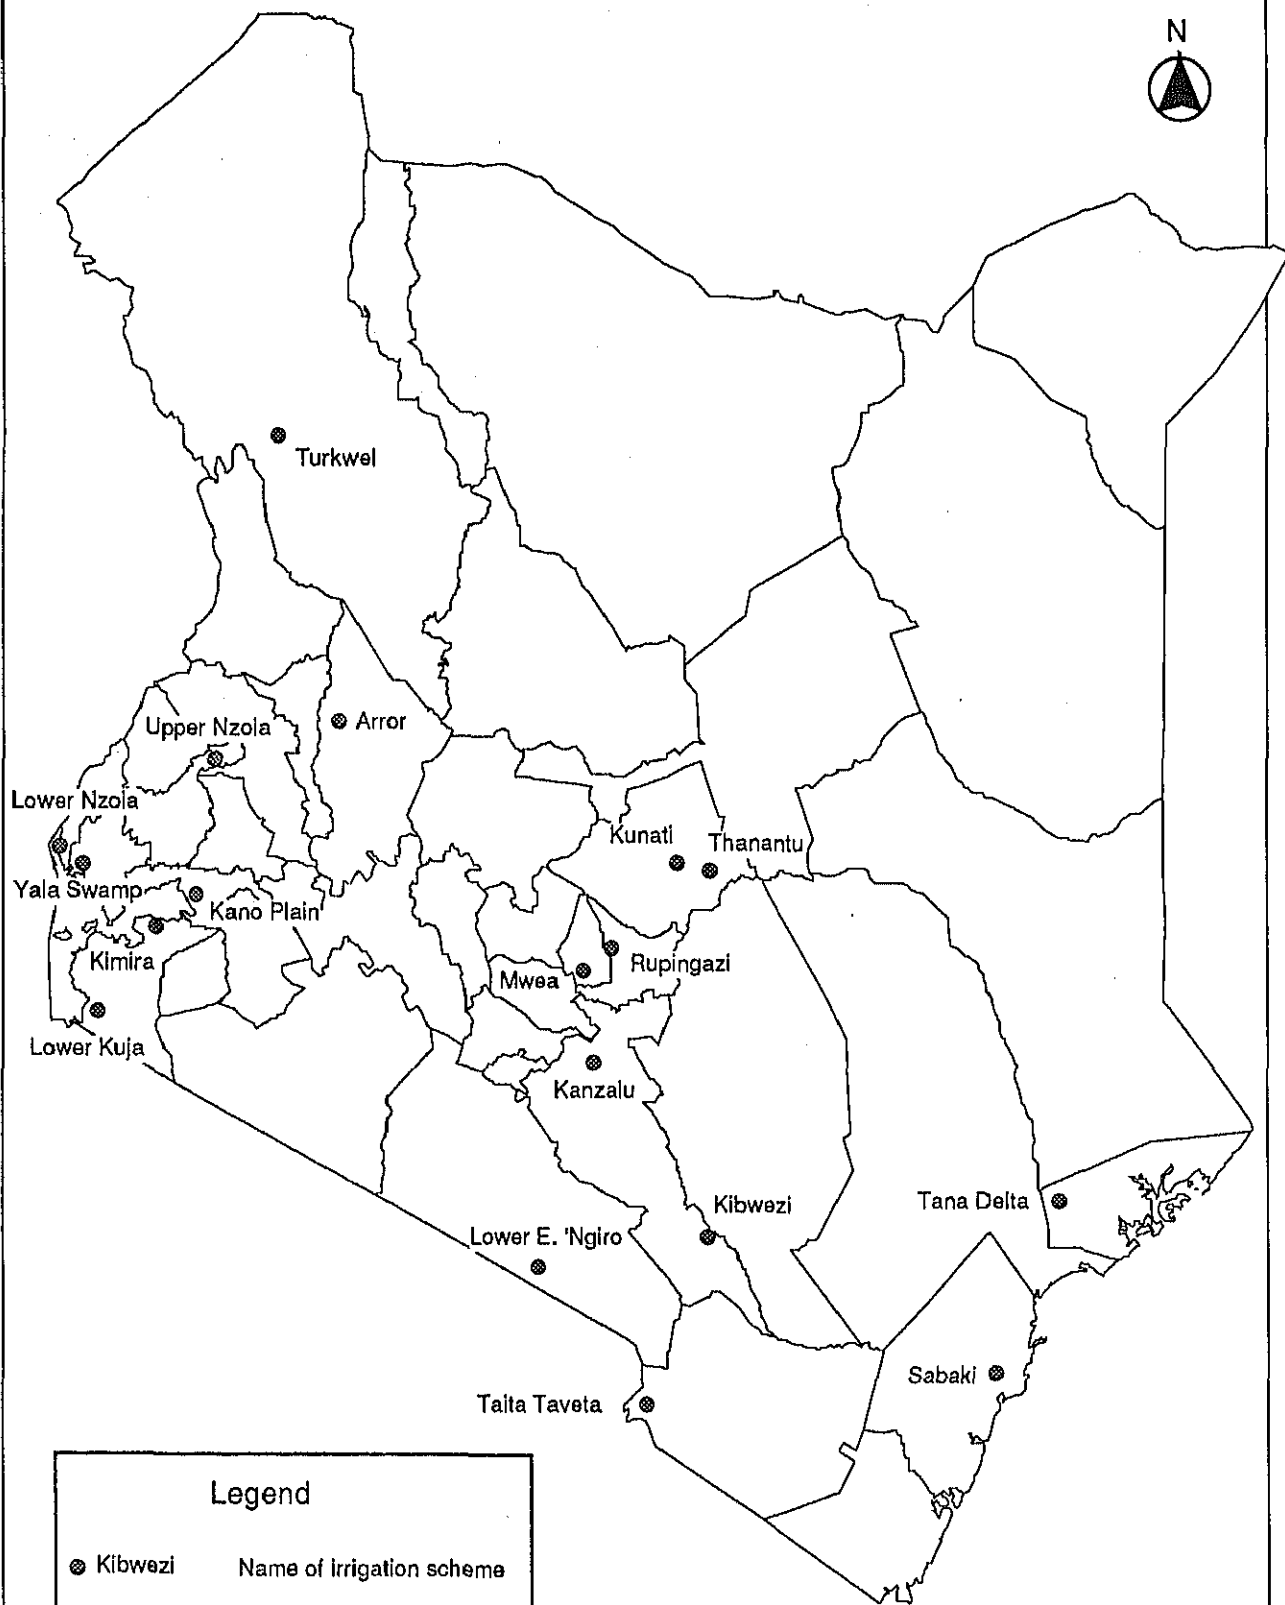 N
Turkwel
Upper Nzoia
Arror
Lower Nzoia
Kunati
Thanantu
Yala Swamp
Kano Plain
Kimira
Mwea
Rupingazi
Lower Kuja
Kanzalu
Kibwezi
Tana Delta
Lower E. 'Ngiro
Sabaki
Taita Taveta
Legend
Kibwezi Name of irrigation scheme